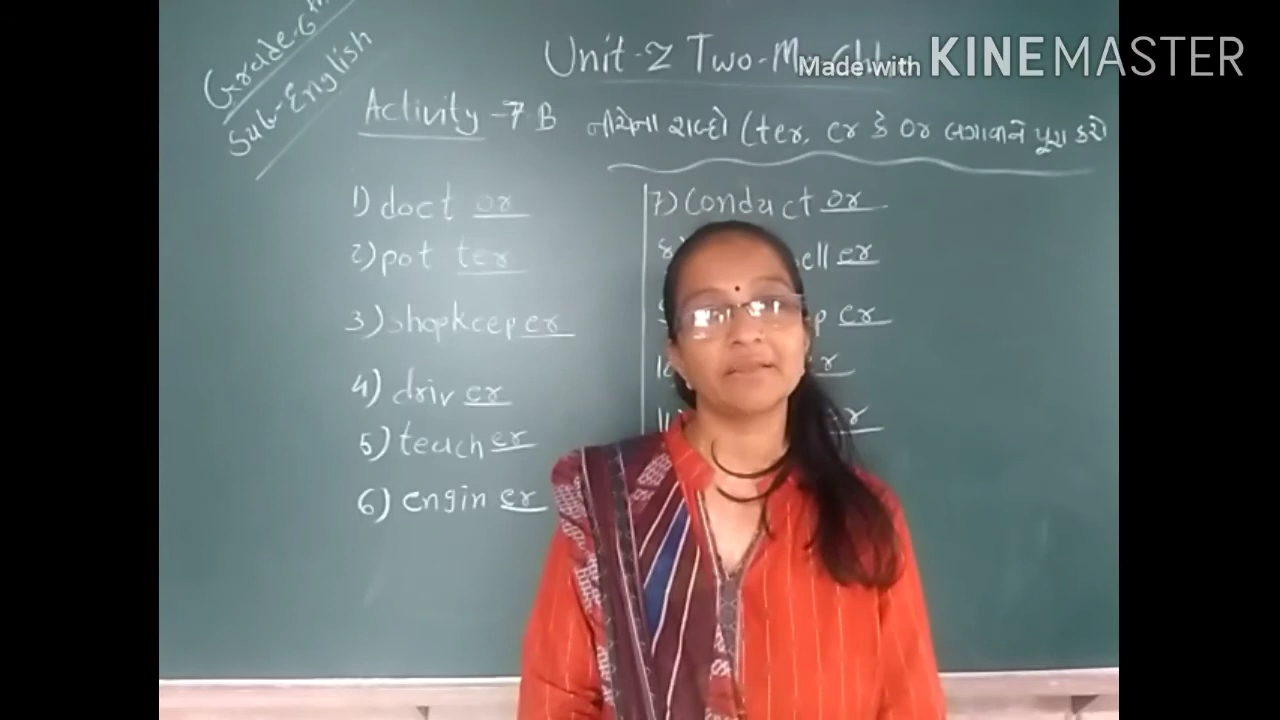 Grade-6th
Sub-English
Unit-2 Two-M
Made with KINEMASTER
Activity-7 B નીચેના શબ્દો (ter, er કે or લગાવીને પૂરા કરો
1) doct or
2) pot ter
3) shopkeep er
4) driv er
5) teach er
6) engin er
7) conduct or
ell er
p er